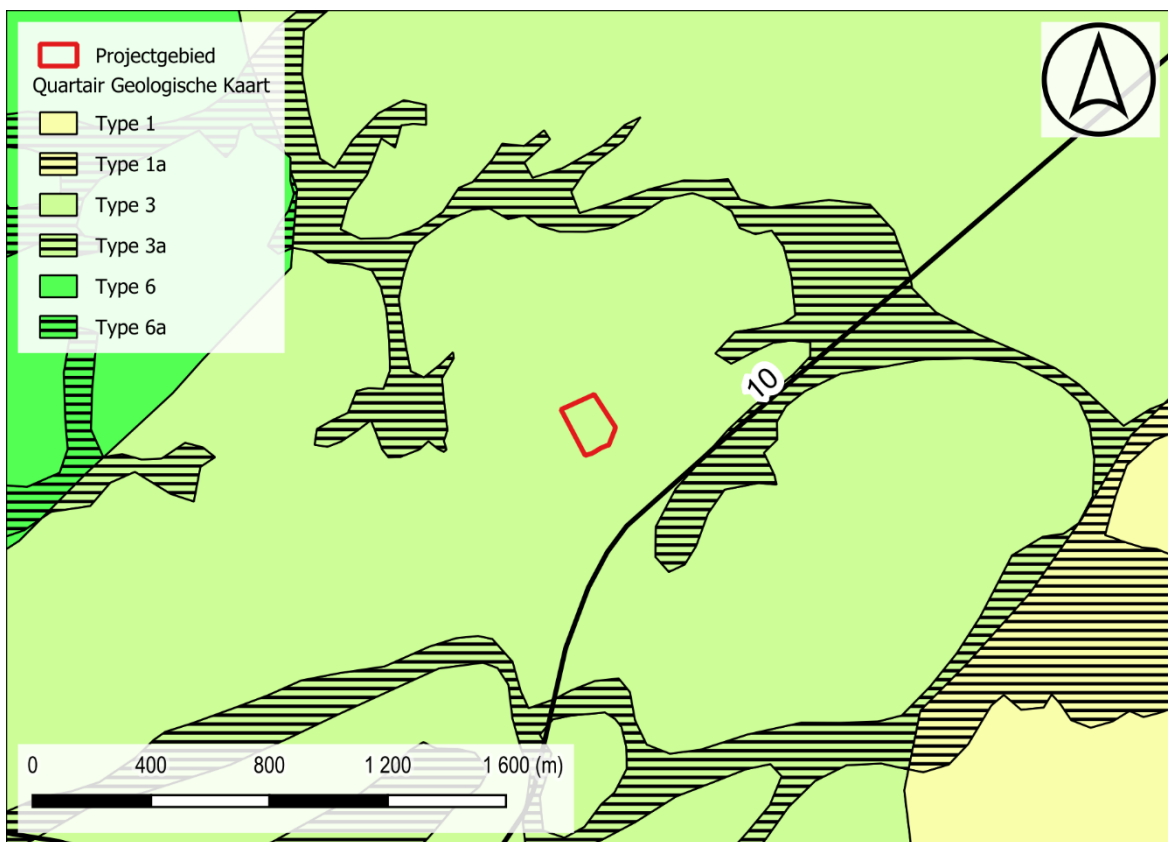 Projectgebied
Quartair Geologische Kaart
Type 1
Type 1a
Type 3
Type 3a
Type 6
Type 6a
10
0 400 800 1 200 1 600 (m)